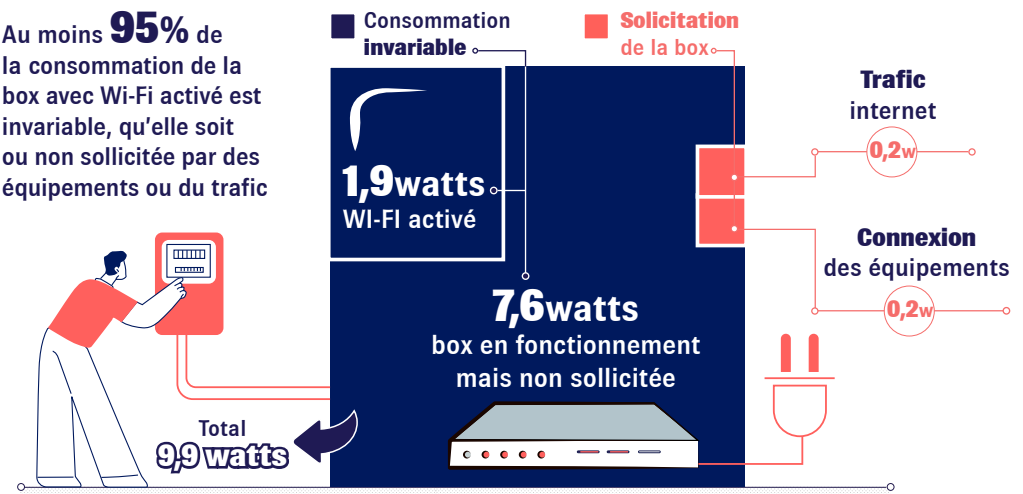 Au moins 95% de
la consommation de la
box avec Wi-Fi activé est
invariable, qu'elle soit
ou non sollicitée par des
équipements ou du trafic
Consommation
invariable
Solicitation
de la box
1,9watts
WI-FI activé
7,6watts
box en fonctionnement
mais non sollicitée
Trafic
internet
0,2w
Connexion
des équipements
0,2w
Total
9,9 watts